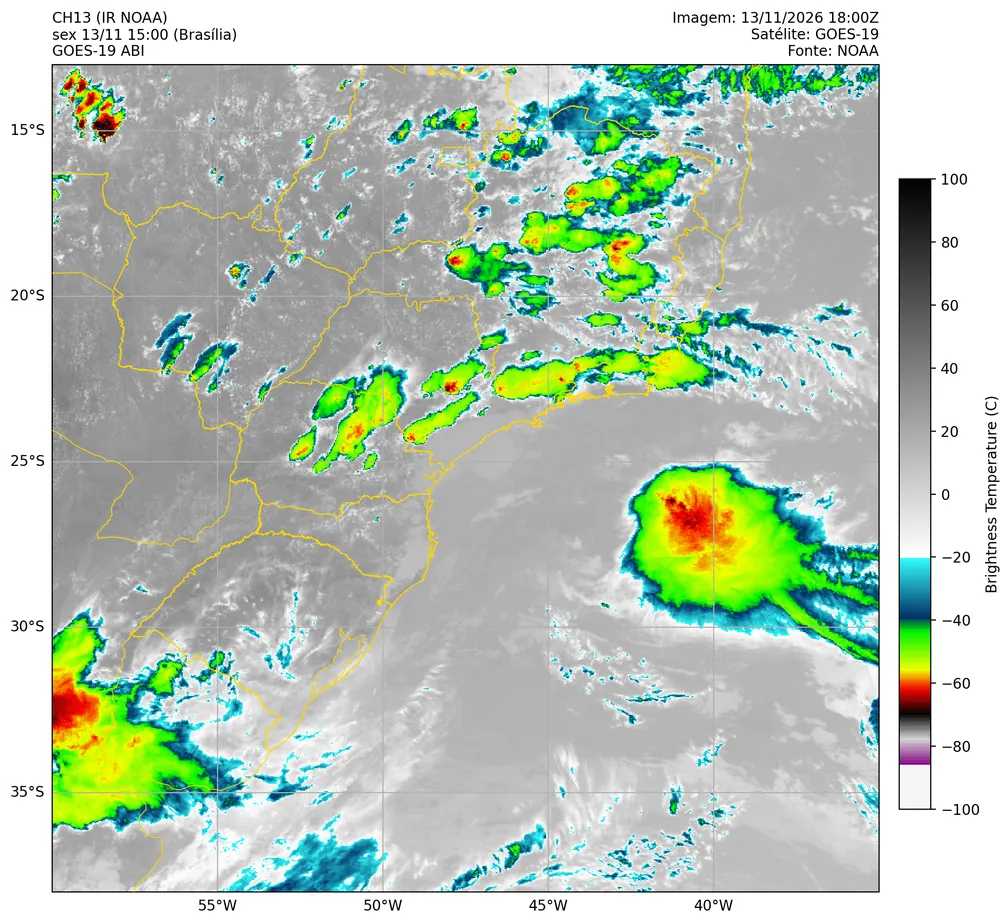 CH13 (IR NOAA)
sex 13/11 15:00 (Brasília)
GOES-19 ABI
Imagem: 13/11/2026 18:00Z
Satélite: GOES-19
Fonte: NOAA
15°S
20°S
25°S
30°S
35°S
55°W
50°W
45°W
40°W
100
80
60
40
20
0
−20
−40
−60
−80
−100
Brightness Temperature (C)